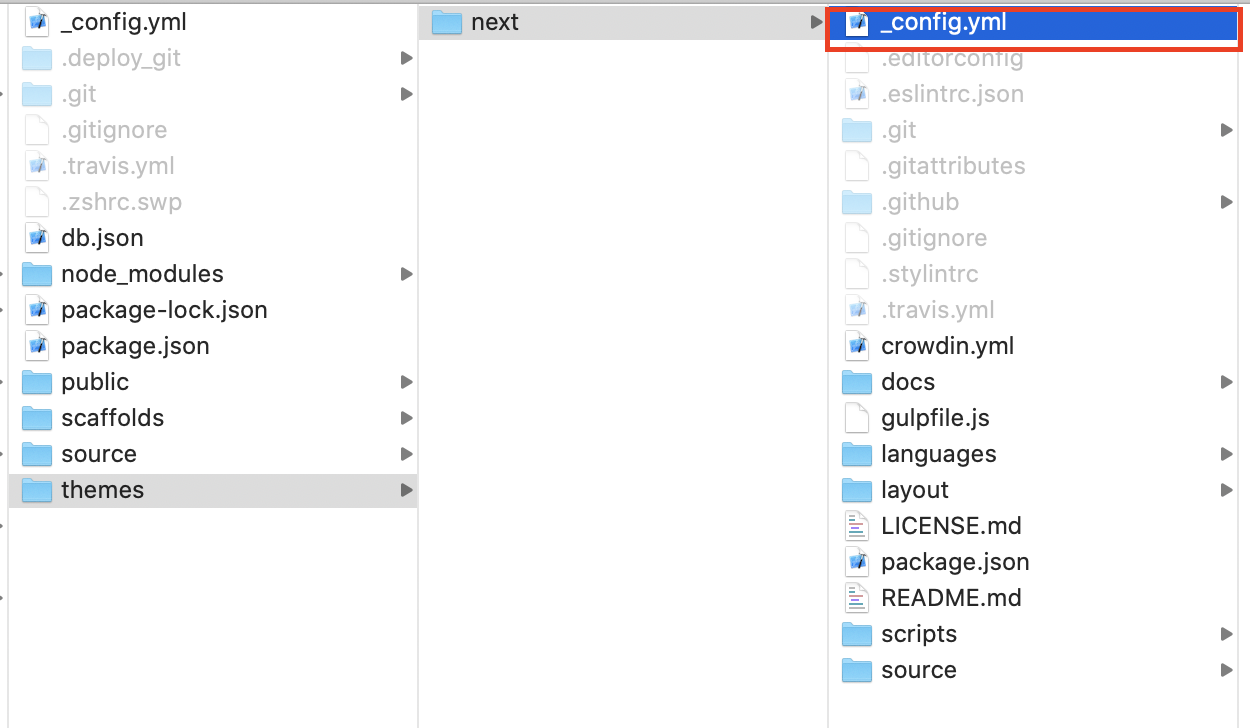 _config.yml
.deploy_git
.git
.gitignore
.travis.yml
.zshrc.swp
db.json
node_modules
package-lock.json
package.json
public
scaffolds
source
themes
next
_config.yml
.editorconfig
.eslintrc.json
.git
.gitattributes
.github
.gitignore
.stylintrc
.travis.yml
crowdin.yml
docs
gulpfile.js
languages
layout
LICENSE.md
package.json
README.md
scripts
source